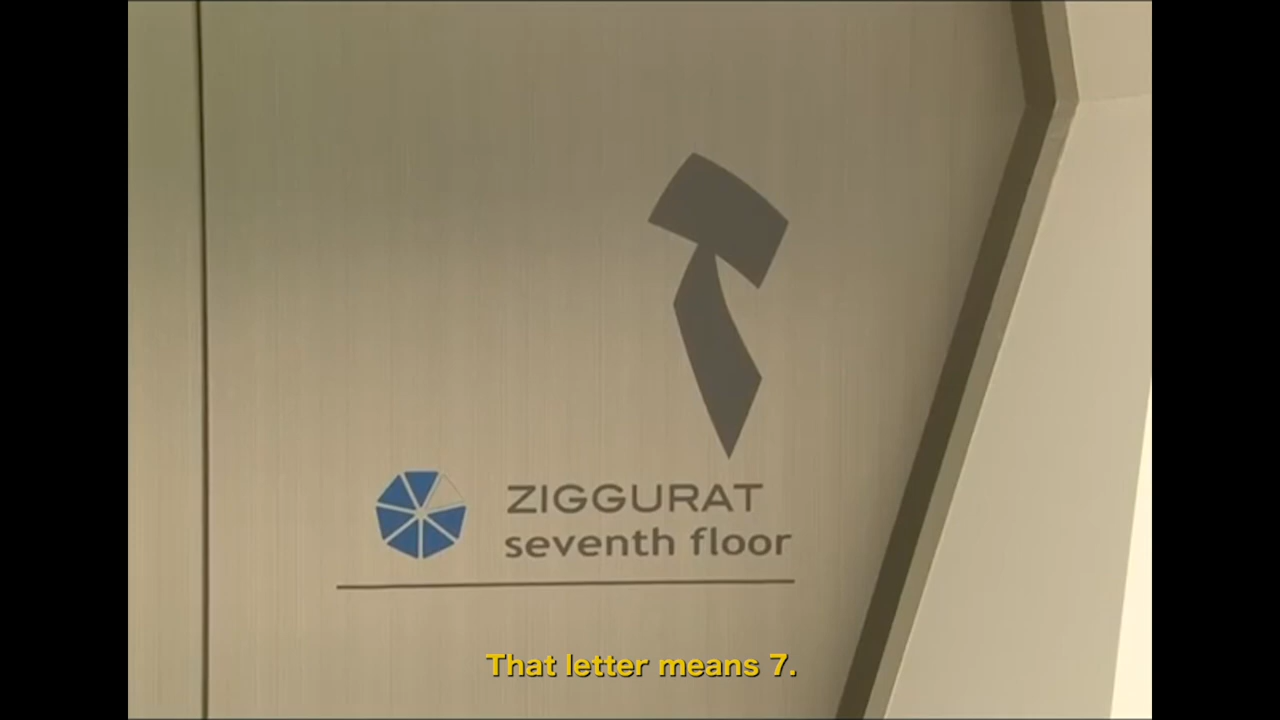 ז
ZIGGURAT
seventh floor
That letter means 7.